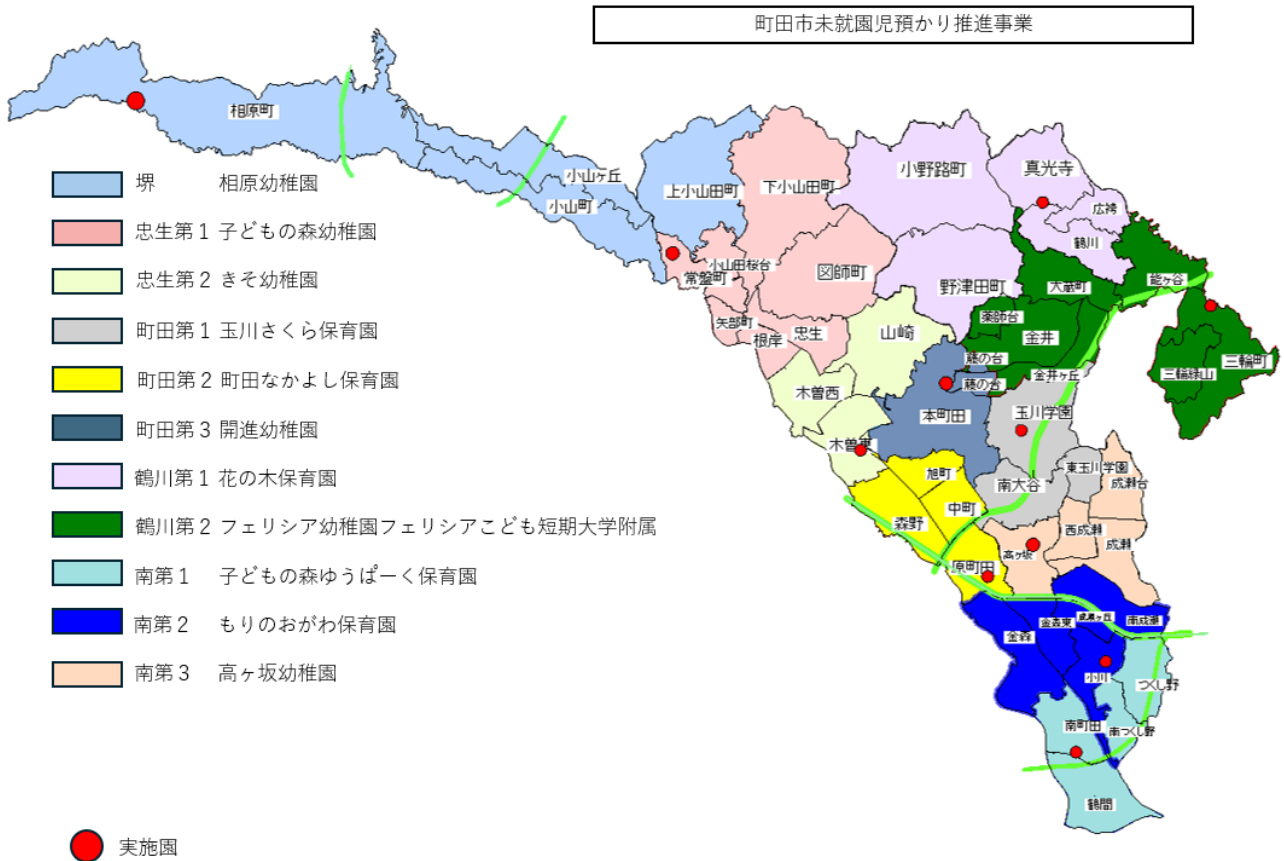 町田市未就園児預かり推進事業
相原町
小山ヶ丘
小山町
上小山田町
下小山田町
小野路町
真光寺
広袴
鶴川
能ヶ谷
大蔵町
野津田町
図師町
小山田桜台
常盤町
矢部町
根岸
忠生
山崎
薬師台
金井
藤の台
藤の台
金井ヶ丘
三輪緑山
三輪町
木曽西
木曽東
本町田
玉川学園
東玉川学園
南大谷
成瀬台
旭町
中町
森野
原町田
高ヶ坂
西成瀬
成瀬
金森
金森東
成瀬ヶ丘
南成瀬
小川
つくし野
南町田
南つくし野
鶴間
堺 相原幼稚園
忠生第1 子どもの森幼稚園
忠生第2 きそ幼稚園
町田第1 玉川さくら保育園
町田第2 町田なかよし保育園
町田第3 開進幼稚園
鶴川第1 花の木保育園
鶴川第2 フェリシア幼稚園フェリシアこども短期大学附属
南第1 子どもの森ゆうぱーく保育園
南第2 もりのおがわ保育園
南第3 高ヶ坂幼稚園
実施園